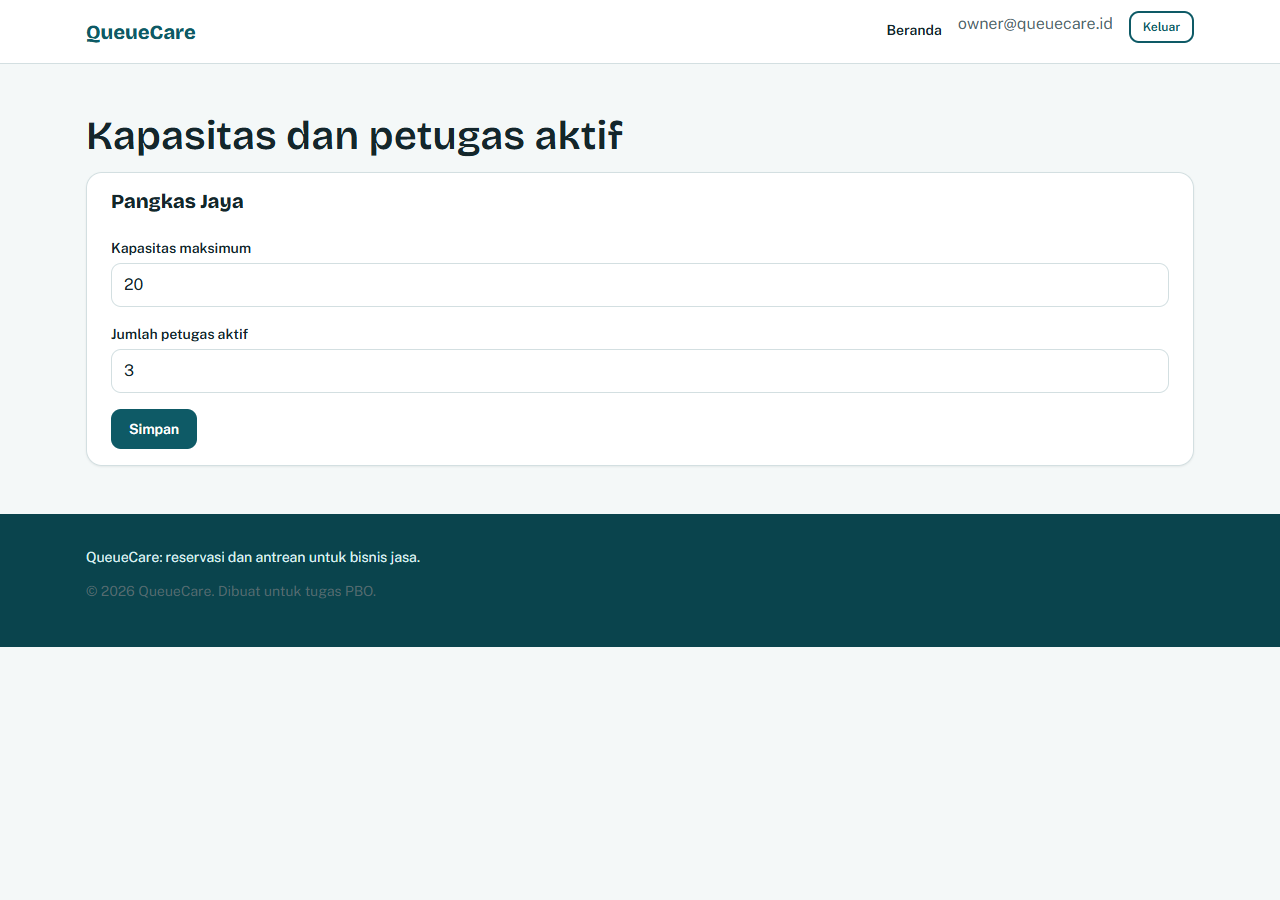 QueueCare
Beranda
owner@queuecare.id
Keluar
Kapasitas dan petugas aktif
Pangkas Jaya
Kapasitas maksimum
20
Jumlah petugas aktif
3
Simpan
QueueCare: reservasi dan antrean untuk bisnis jasa.
© 2026 QueueCare. Dibuat untuk tugas PBO.